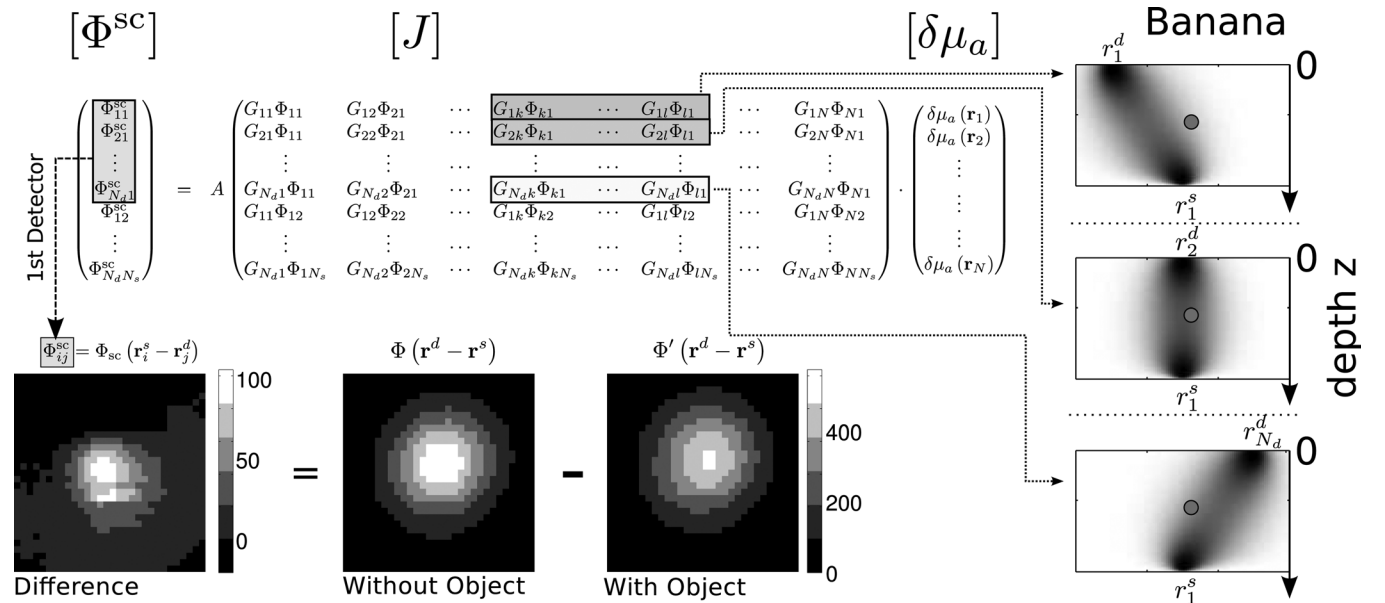 [Φ^sc] [J] [δμ_a] Banana
r_1^d 0
Φ_11^sc G_11Φ_11 G_12Φ_21 ⋯ G_1kΦ_k1 ⋯ G_1lΦ_l1 ⋯ G_1NΦ_N1 δμ_a (r_1)
Φ_21^sc G_21Φ_11 G_22Φ_21 ⋯ G_2kΦ_k1 ⋯ G_2lΦ_l1 ⋯ G_2NΦ_N1 δμ_a (r_2)
⋮ ⋮ ⋮ ⋮ ⋮ ⋮ ⋮
Φ_{N_d1}^sc = A G_{N_d1}Φ_11 G_{N_d2}Φ_21 ⋯ G_{N_dk}Φ_k1 ⋯ G_{N_dl}Φ_l1 ⋯ G_{N_dN}Φ_N1 · ⋮
Φ_12^sc G_11Φ_12 G_12Φ_22 ⋯ G_1kΦ_k2 ⋯ G_1lΦ_l2 ⋯ G_1NΦ_N2 ⋮
⋮ ⋮ ⋮ ⋮ ⋮ ⋮ ⋮
Φ_{N_dN_s}^sc G_{N_d1}Φ_{1N_s} G_{N_d2}Φ_{2N_s} ⋯ G_{N_dk}Φ_{kN_s} ⋯ G_{N_dl}Φ_{lN_s} ⋯ G_{N_dN}Φ_{NN_s} δμ_a (r_N)
1st Detector
r_1^s
r_2^d 0
r_1^s
depth z
r_{N_d}^d 0
r_1^s
Φ_ij^sc = Φ_sc (r_i^s − r_j^d)
Φ (r^d − r^s)
Φ′ (r^d − r^s)
100
50
0
=
-
400
200
0
Difference
Without Object
With Object